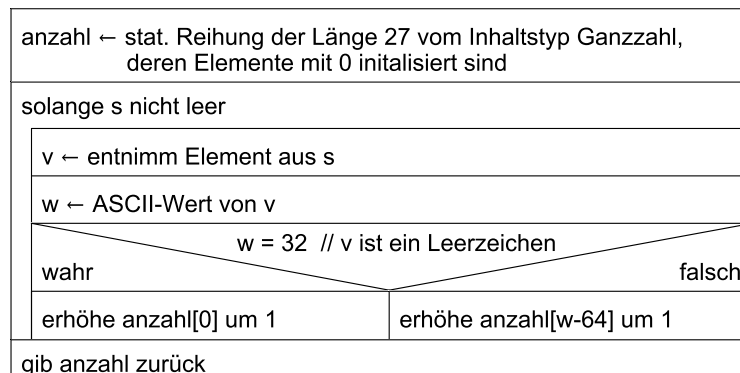 anzahl ← stat. Reihung der Länge 27 vom Inhaltstyp Ganzzahl,
deren Elemente mit 0 initalisiert sind
solange s nicht leer
v ← entnimm Element aus s
w ← ASCII-Wert von v
w = 32 // v ist ein Leerzeichen
wahr
falsch
erhöhe anzahl[0] um 1
erhöhe anzahl[w-64] um 1
gib anzahl zurück